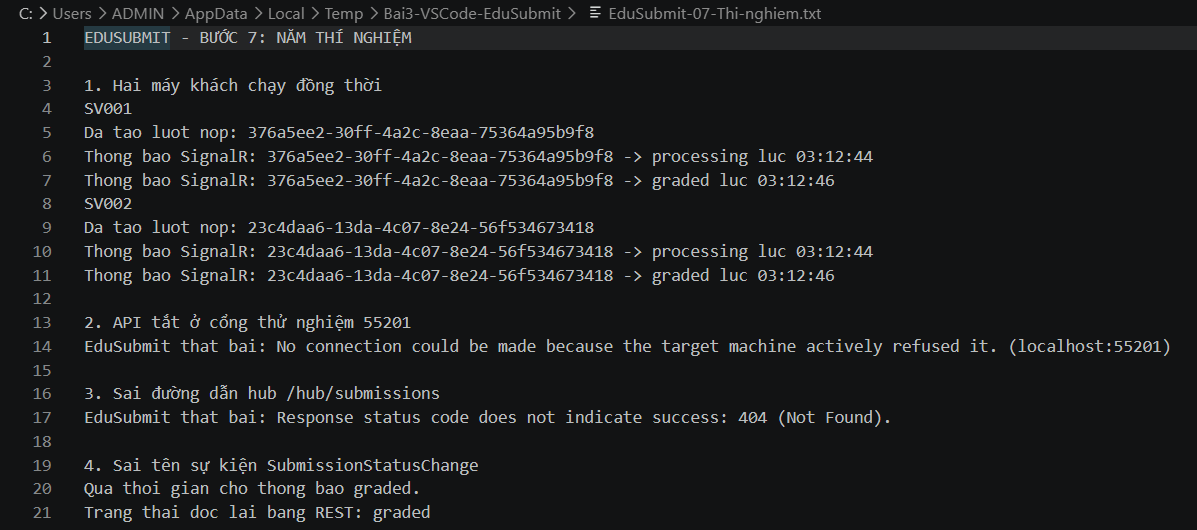 C: > Users > ADMIN > AppData > Local > Temp > Bai3-VSCode-EduSubmit > EduSubmit-07-Thi-nghiem.txt
1 EDUSUBMIT - BƯỚC 7: NĂM THÍ NGHIỆM
2
3 1. Hai máy khách chạy đồng thời
4 SV001
5 Da tao luot nop: 376a5ee2-30ff-4a2c-8eaa-75364a95b9f8
6 Thong bao SignalR: 376a5ee2-30ff-4a2c-8eaa-75364a95b9f8 -> processing luc 03:12:44
7 Thong bao SignalR: 376a5ee2-30ff-4a2c-8eaa-75364a95b9f8 -> graded luc 03:12:46
8 SV002
9 Da tao luot nop: 23c4daa6-13da-4c07-8e24-56f534673418
10 Thong bao SignalR: 23c4daa6-13da-4c07-8e24-56f534673418 -> processing luc 03:12:44
11 Thong bao SignalR: 23c4daa6-13da-4c07-8e24-56f534673418 -> graded luc 03:12:46
12
13 2. API tắt ở cổng thử nghiệm 55201
14 EduSubmit that bai: No connection could be made because the target machine actively refused it. (localhost:55201)
15
16 3. Sai đường dẫn hub /hub/submissions
17 EduSubmit that bai: Response status code does not indicate success: 404 (Not Found).
18
19 4. Sai tên sự kiện SubmissionStatusChange
20 Qua thoi gian cho thong bao graded.
21 Trang thai doc lai bang REST: graded